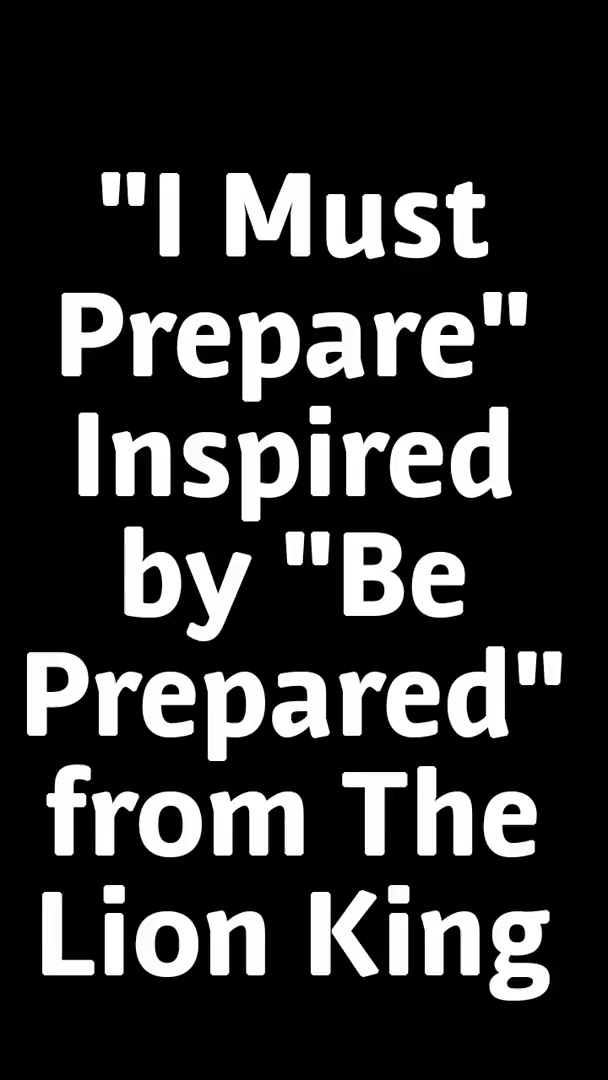 "I Must
Prepare"
Inspired
by "Be
Prepared"
from The
Lion King